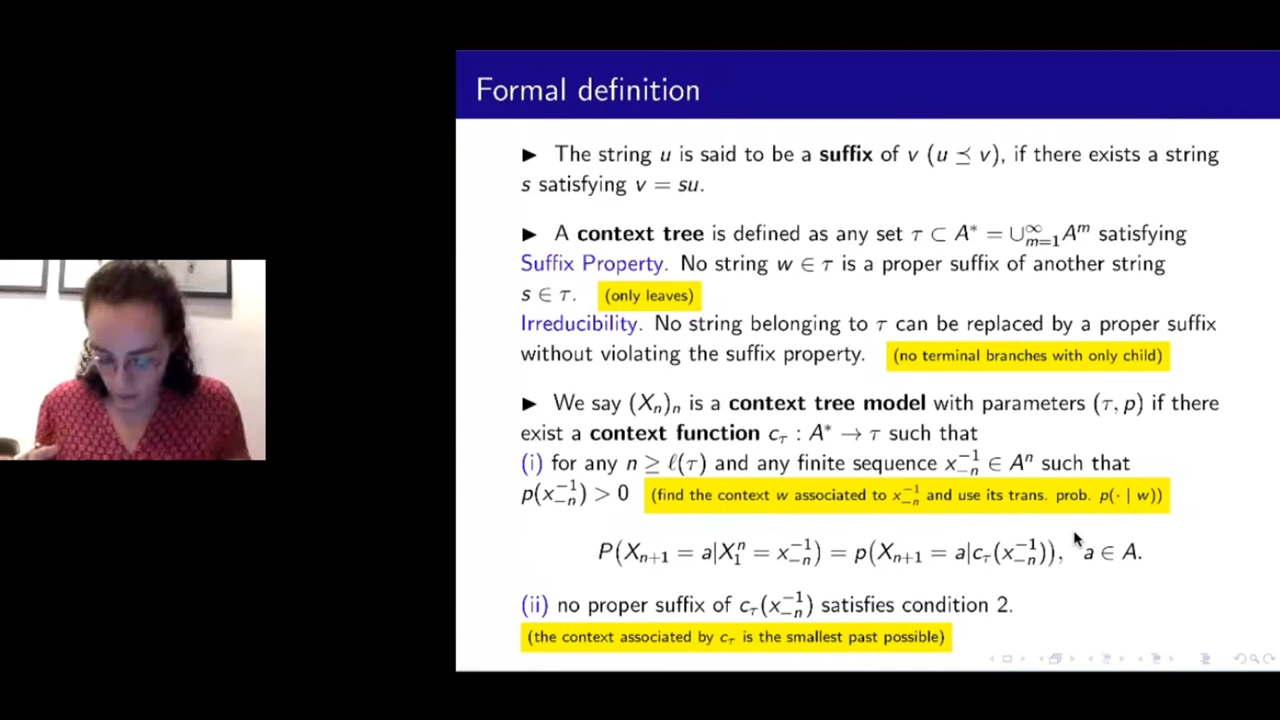 Formal definition
▶ The string u is said to be a suffix of v (u ⪯ v), if there exists a string
s satisfying v = su.
▶ A context tree is defined as any set τ ⊂ A* = ∪_{m=1}^{∞} A^m satisfying
Suffix Property. No string w ∈ τ is a proper suffix of another string
s ∈ τ. (only leaves)
Irreducibility. No string belonging to τ can be replaced by a proper suffix
without violating the suffix property. (no terminal branches with only child)
▶ We say (X_n)_n is a context tree model with parameters (τ, p) if there
exist a context function c_τ : A* → τ such that
(i) for any n ≥ ℓ(τ) and any finite sequence x_{-n}^{-1} ∈ A^n such that
p(x_{-n}^{-1}) > 0 (find the context w associated to x_{-n}^{-1} and use its trans. prob. p(· | w))
P(X_{n+1} = a|X_1^n = x_{-n}^{-1}) = p(X_{n+1} = a|c_τ(x_{-n}^{-1})), a ∈ A.
(ii) no proper suffix of c_τ(x_{-n}^{-1}) satisfies condition 2.
(the context associated by c_τ is the smallest past possible)